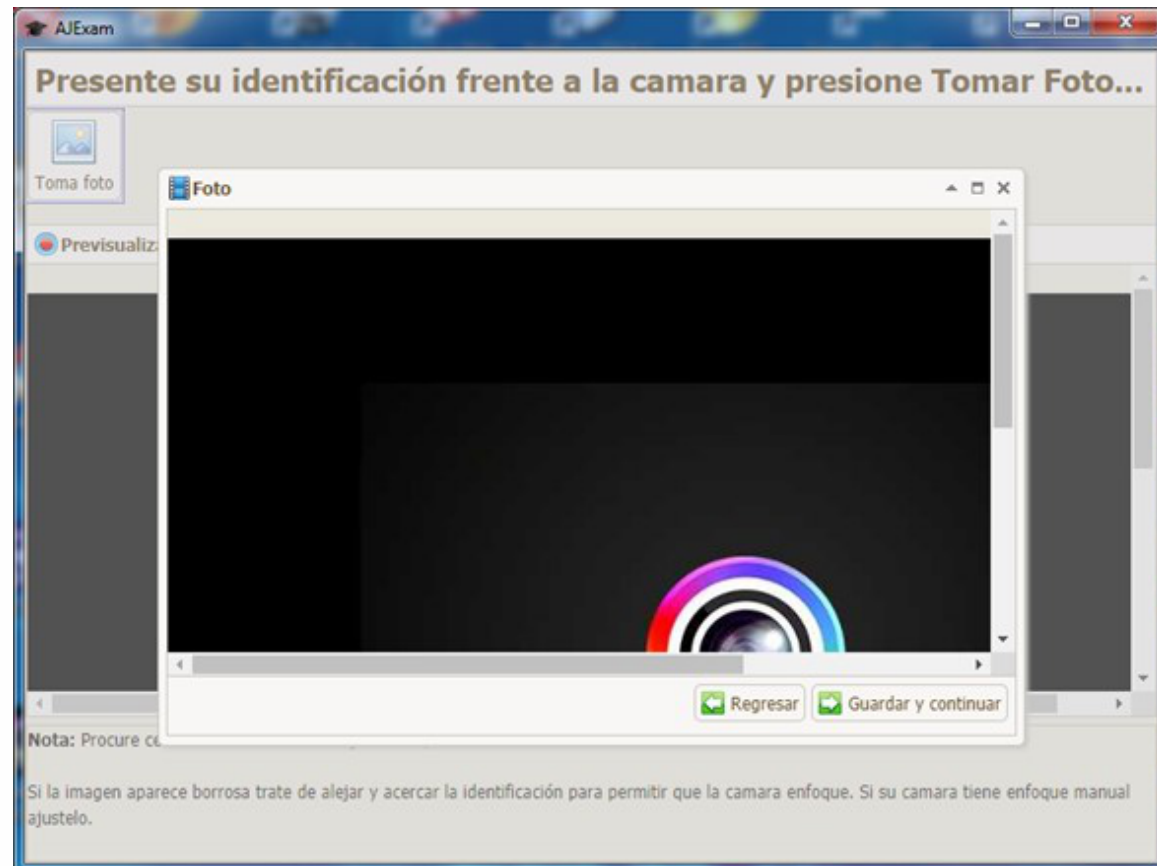 AJExam
Presente su identificación frente a la camara y presione Tomar Foto...
Toma foto
Foto
Previsualiz
Regresar
Guardar y continuar
Nota: Procure ce
Si la imagen aparece borrosa trate de alejar y acercar la identificación para permitir que la camara enfoque. Si su camara tiene enfoque manual
ajustelo.